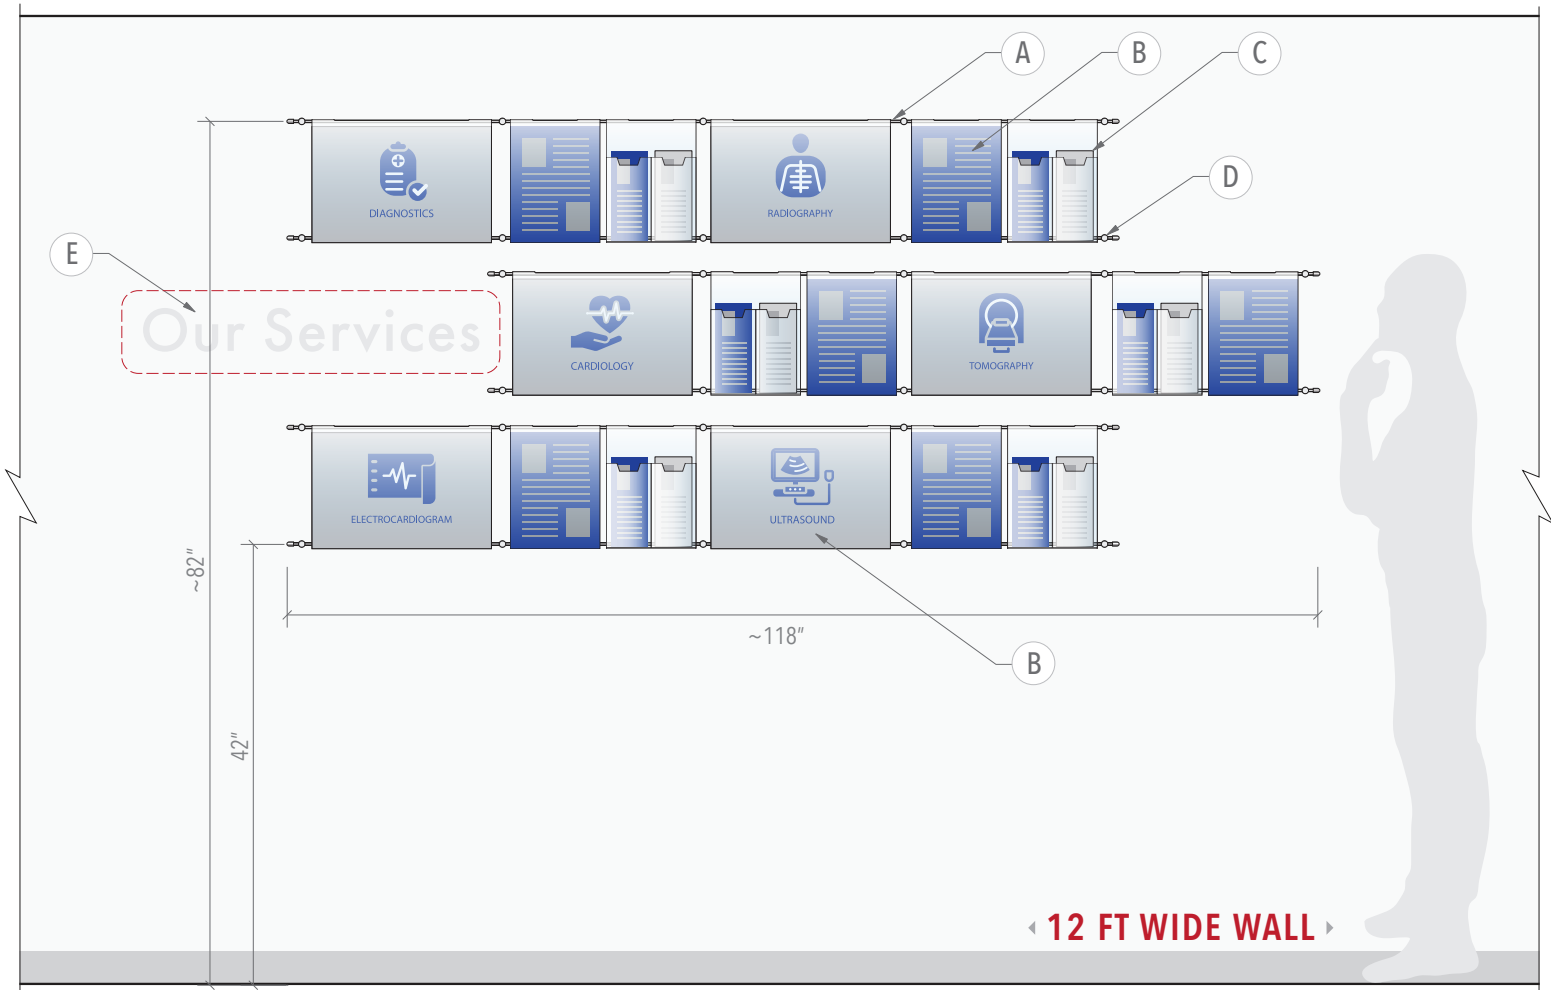 A
B
C
D
DIAGNOSTICS
RADIOGRAPHY
E
Our Services
CARDIOLOGY
TOMOGRAPHY
ELECTROCARDIOGRAM
ULTRASOUND
~82"
~118"
B
42"
12 FT WIDE WALL